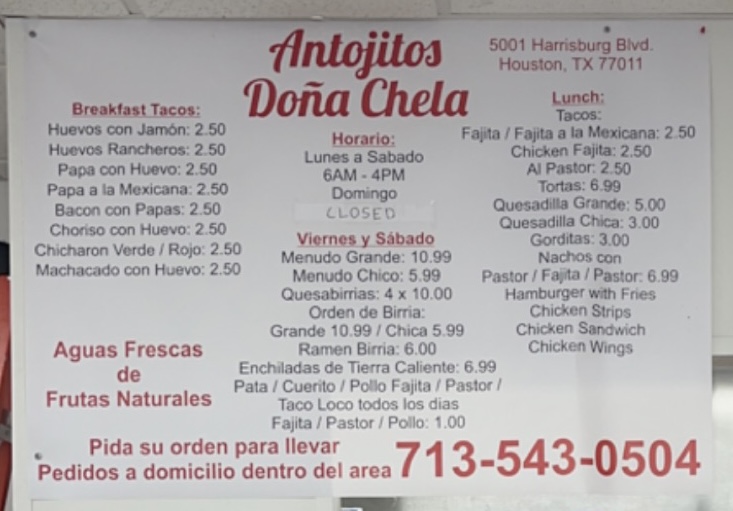 Antojitos
Doña Chela
5001 Harrisburg Blvd.
Houston, TX 77011
Breakfast Tacos:
Huevos con Jamón: 2.50
Huevos Rancheros: 2.50
Papa con Huevo: 2.50
Papa a la Mexicana: 2.50
Bacon con Papas: 2.50
Choriso con Huevo: 2.50
Chicharon Verde / Rojo: 2.50
Machacado con Huevo: 2.50
Aguas Frescas
de
Frutas Naturales
Horario:
Lunes a Sabado
6AM - 4PM
Domingo
CLOSED
Viernes y Sábado
Menudo Grande: 10.99
Menudo Chico: 5.99
Quesabirrias: 4 x 10.00
Orden de Birria:
Grande 10.99 / Chica 5.99
Ramen Birria: 6.00
Enchiladas de Tierra Caliente: 6.99
Pata / Cuerito / Pollo Fajita / Pastor /
Taco Loco todos los dias
Fajita / Pastor / Pollo: 1.00
Lunch:
Tacos:
Fajita / Fajita a la Mexicana: 2.50
Chicken Fajita: 2.50
Al Pastor: 2.50
Tortas: 6.99
Quesadilla Grande: 5.00
Quesadilla Chica: 3.00
Gorditas: 3.00
Nachos con
Pastor / Fajita / Pastor: 6.99
Hamburger with Fries
Chicken Strips
Chicken Sandwich
Chicken Wings
Pida su orden para llevar
Pedidos a domicilio dentro del area
713-543-0504